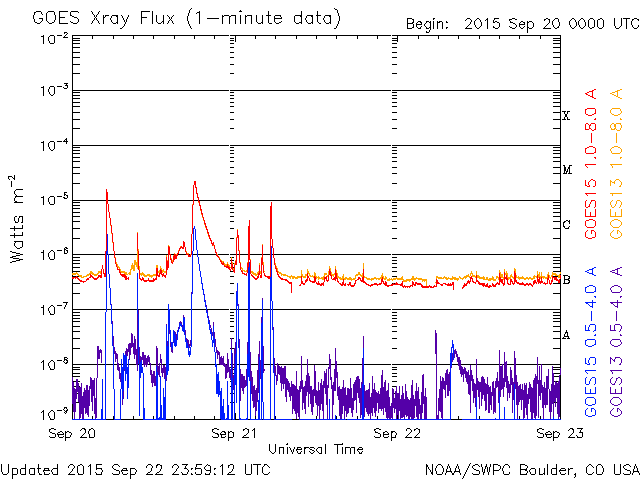 GOES Xray Flux (1-minute data)
Begin: 2015 Sep 20 0000 UTC
10-2
10-3
10-4
10-5
10-6
10-7
10-8
10-9
Watts m-2
X
M
C
B
A
GOES15 1.0-8.0 A
GOES13 1.0-8.0 A
GOES15 0.5-4.0 A
GOES13 0.5-4.0 A
Sep 20
Sep 21
Sep 22
Sep 23
Universal Time
Updated 2015 Sep 22 23:59:12 UTC
NOAA/SWPC Boulder, CO USA